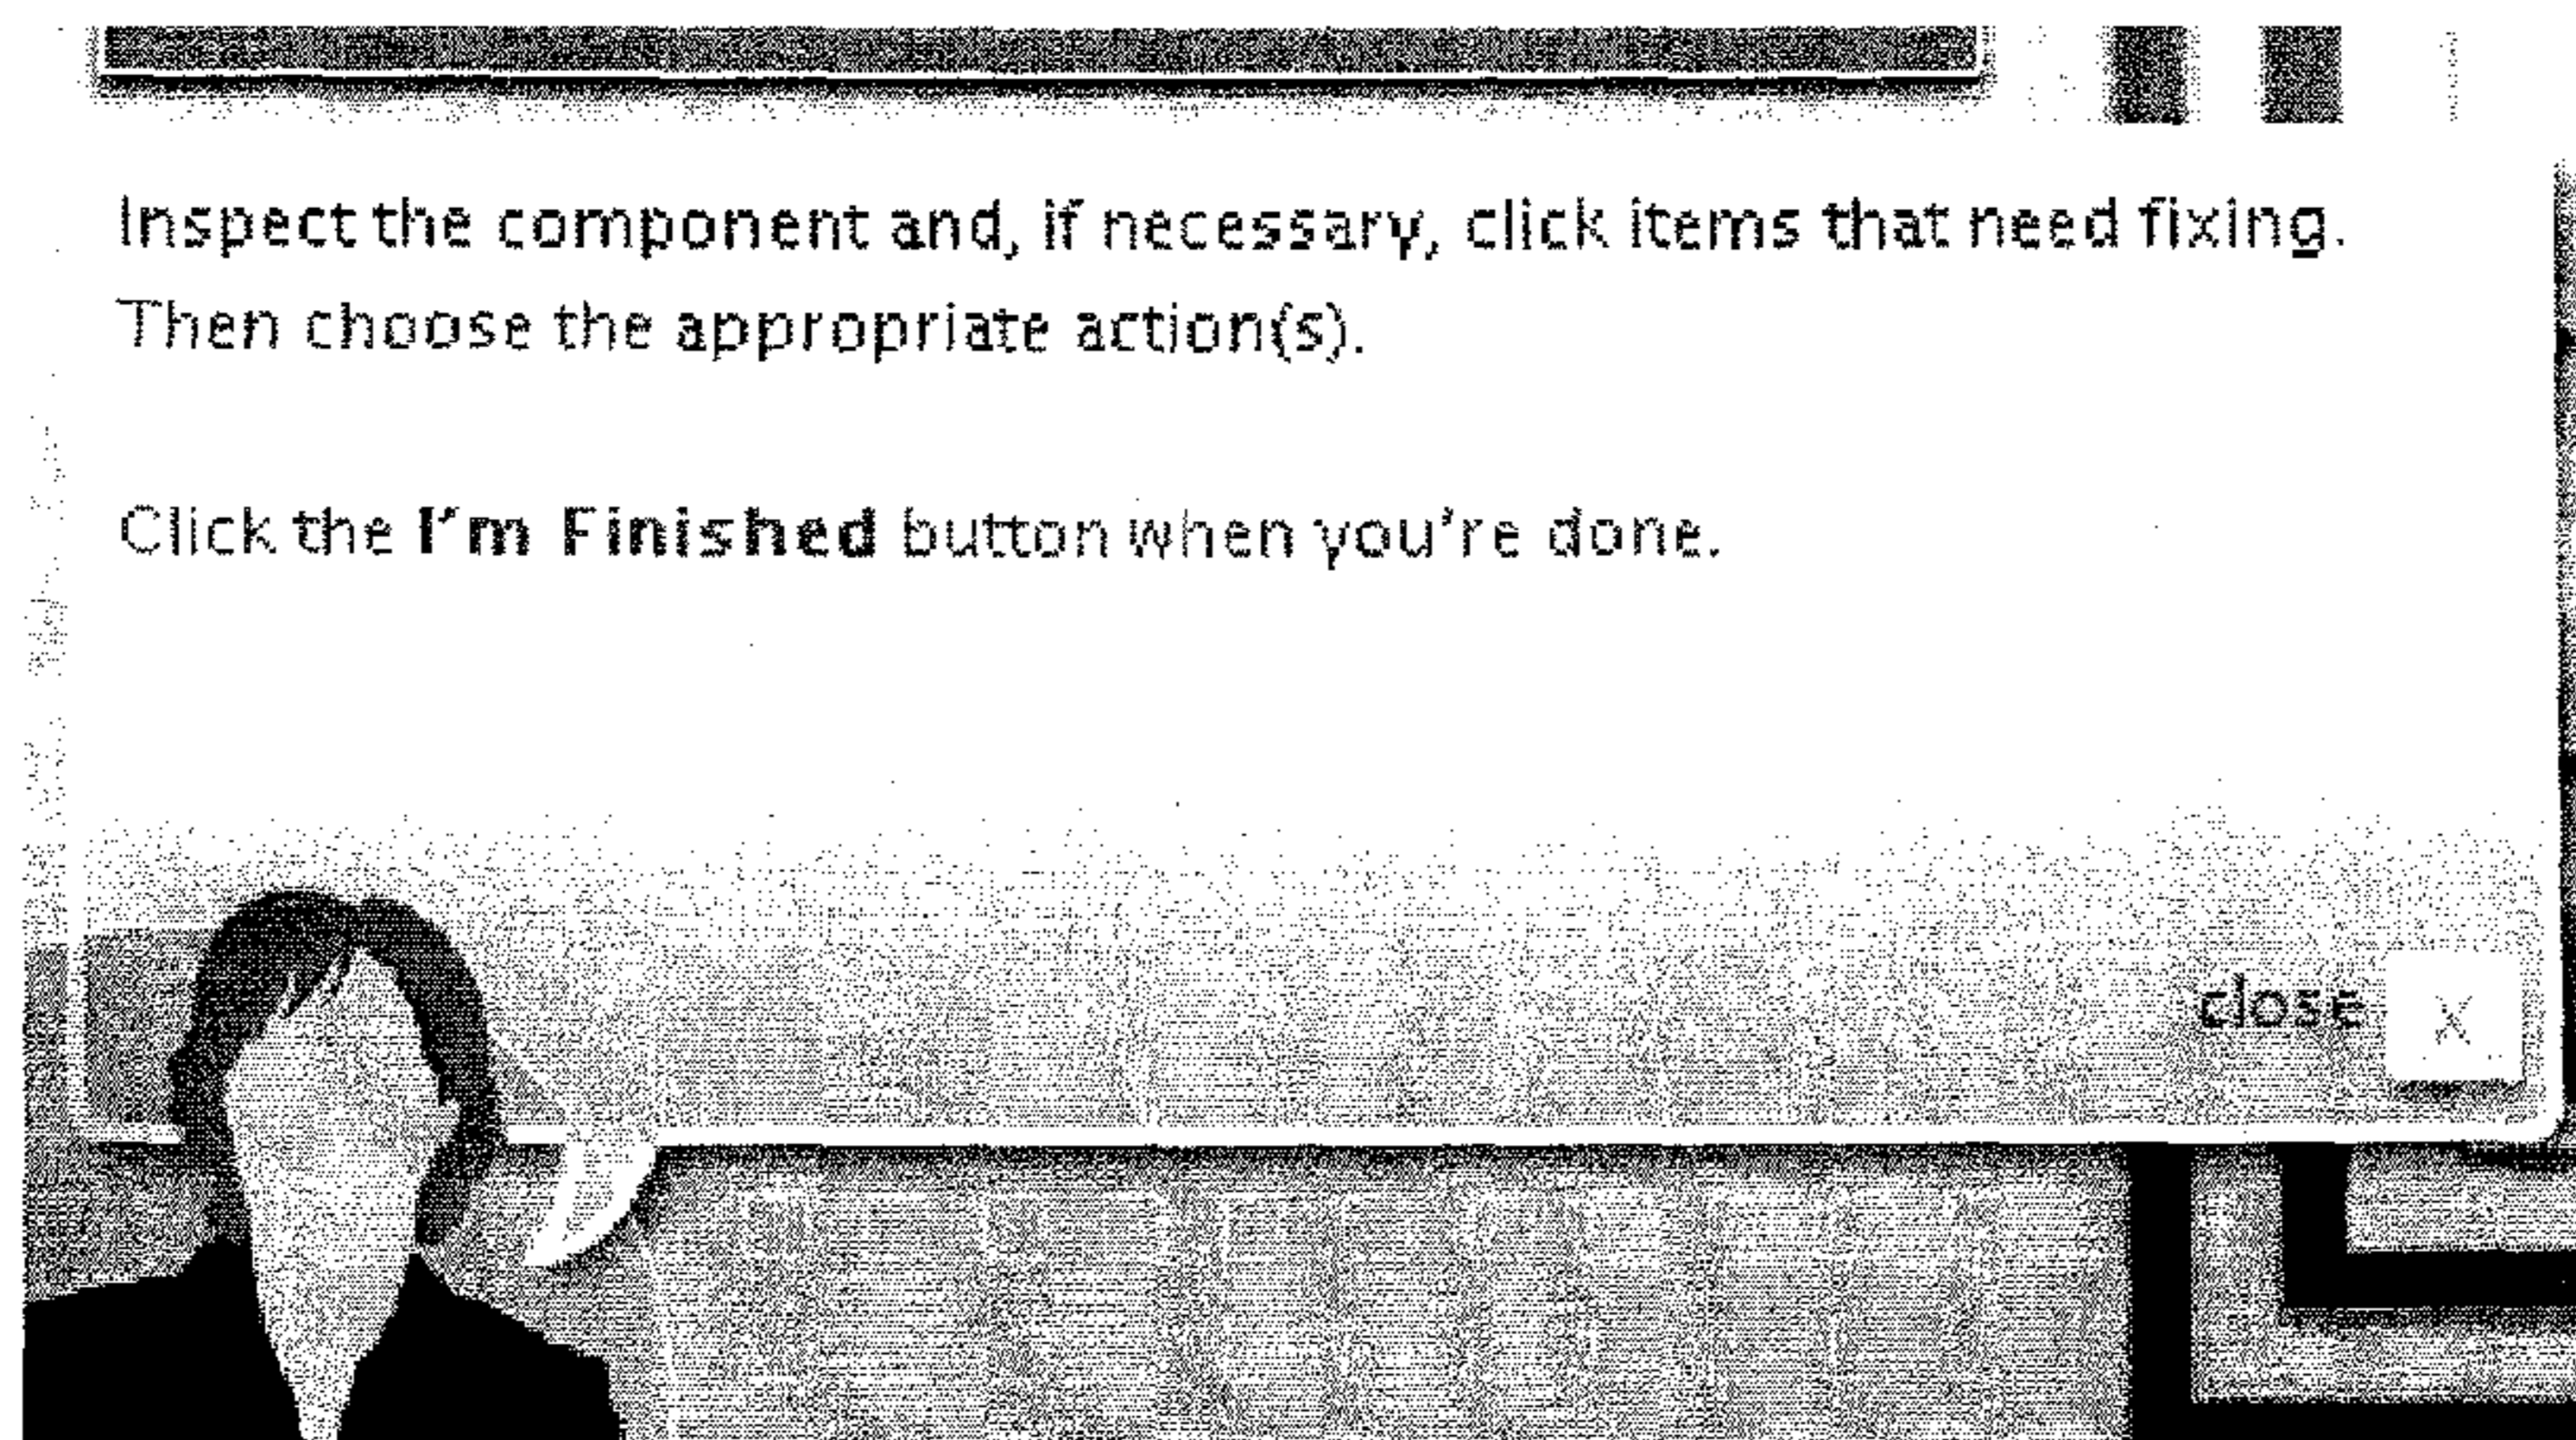 Inspect the component and, if necessary, click items that need fixing.
Then choose the appropriate action(s).
Click the I'm Finished button when you're done.
close X